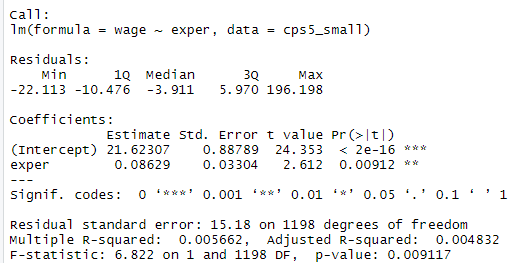 Call:
lm(formula = wage ~ exper, data = cps5_small)
Residuals:
    Min      1Q  Median      3Q     Max
-22.113 -10.476  -3.911   5.970 196.198
Coefficients:
            Estimate Std. Error t value Pr(>|t|)
(Intercept) 21.62307    0.88789  24.353  < 2e-16 ***
exper        0.08629    0.03304   2.612  0.00912 **
---
Signif. codes:  0 ‘***’ 0.001 ‘**’ 0.01 ‘*’ 0.05 ‘.’ 0.1 ‘ ’ 1
Residual standard error: 15.18 on 1198 degrees of freedom
Multiple R-squared:  0.005662,  Adjusted R-squared:  0.004832
F-statistic: 6.822 on 1 and 1198 DF,  p-value: 0.009117